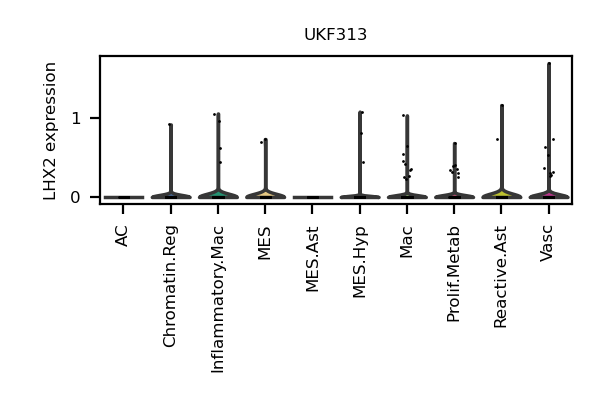 UKF313
LHX2 expression
1
0
AC
Chromatin.Reg
Inflammatory.Mac
MES
MES.Ast
MES.Hyp
Mac
Prolif.Metab
Reactive.Ast
Vasc